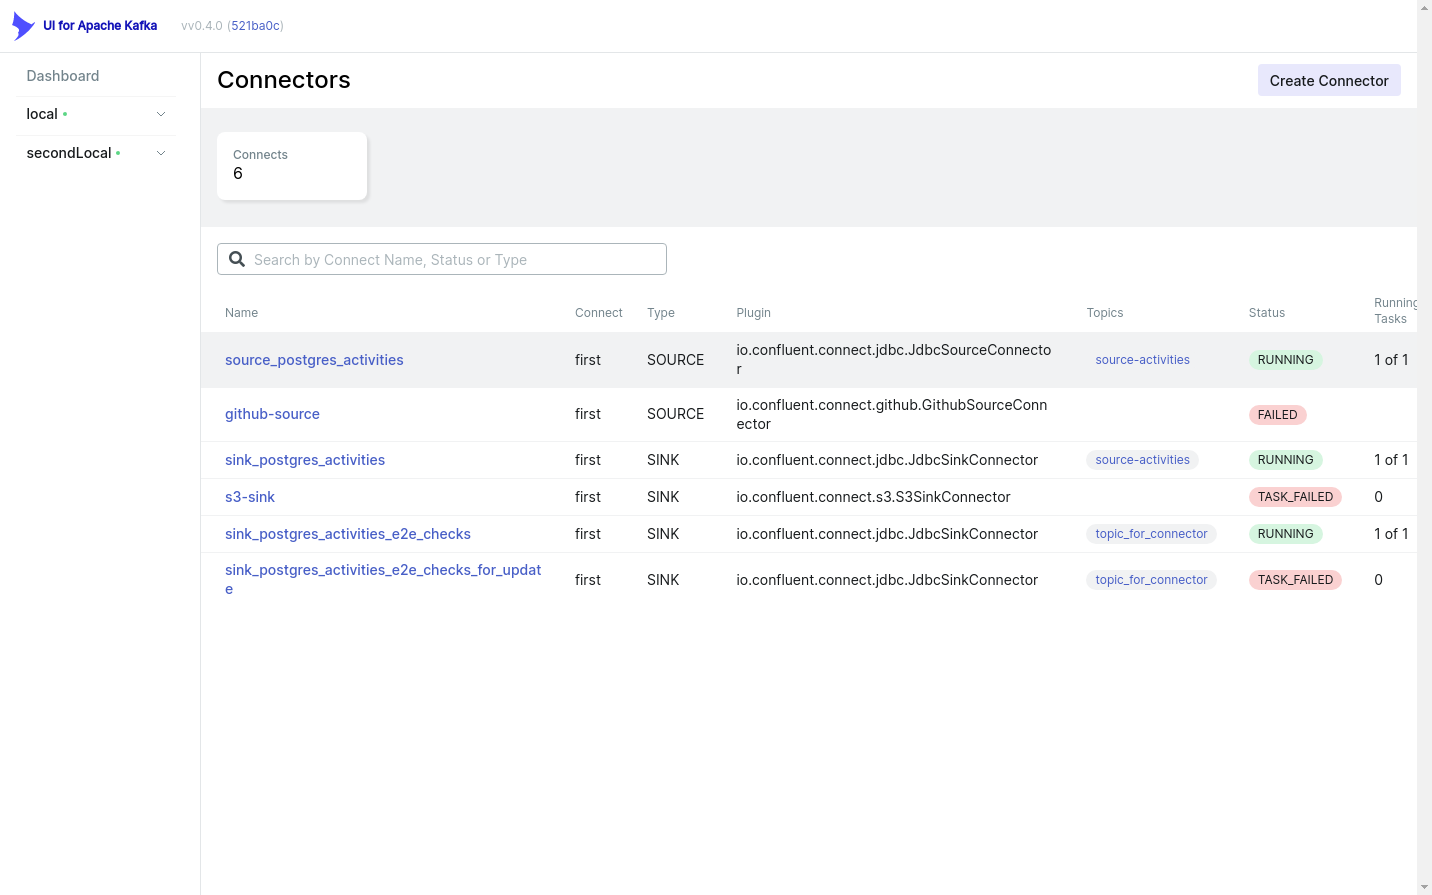 UI for Apache Kafka vv0.4.0 (521ba0c)
Dashboard
local
secondLocal
Connectors
Create Connector
Connects
6
Search by Connect Name, Status or Type
Name Connect Type Plugin Topics Status Running
Tasks
source_postgres_activities first SOURCE io.confluent.connect.jdbc.JdbcSourceConnecto
r source-activities RUNNING 1 of 1
github-source first SOURCE io.confluent.connect.github.GithubSourceConn
ector FAILED
sink_postgres_activities first SINK io.confluent.connect.jdbc.JdbcSinkConnector source-activities RUNNING 1 of 1
s3-sink first SINK io.confluent.connect.s3.S3SinkConnector TASK_FAILED 0
sink_postgres_activities_e2e_checks first SINK io.confluent.connect.jdbc.JdbcSinkConnector topic_for_connector RUNNING 1 of 1
sink_postgres_activities_e2e_checks_for_updat
e first SINK io.confluent.connect.jdbc.JdbcSinkConnector topic_for_connector TASK_FAILED 0